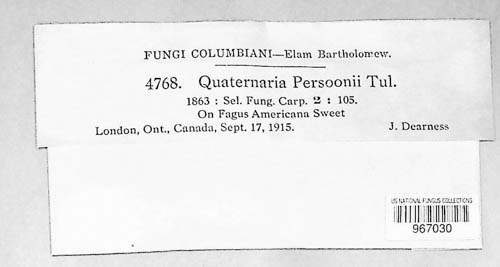 FUNGI COLUMBIANI—Elam Bartholomew.
4768. Quaternaria Persoonii Tul.
1863 : Sel. Fung. Carp. 2 : 105.
On Fagus Americana Sweet
London, Ont., Canada, Sept. 17, 1915. J. Dearness
US NATIONAL FUNGUS COLLECTIONS
967030